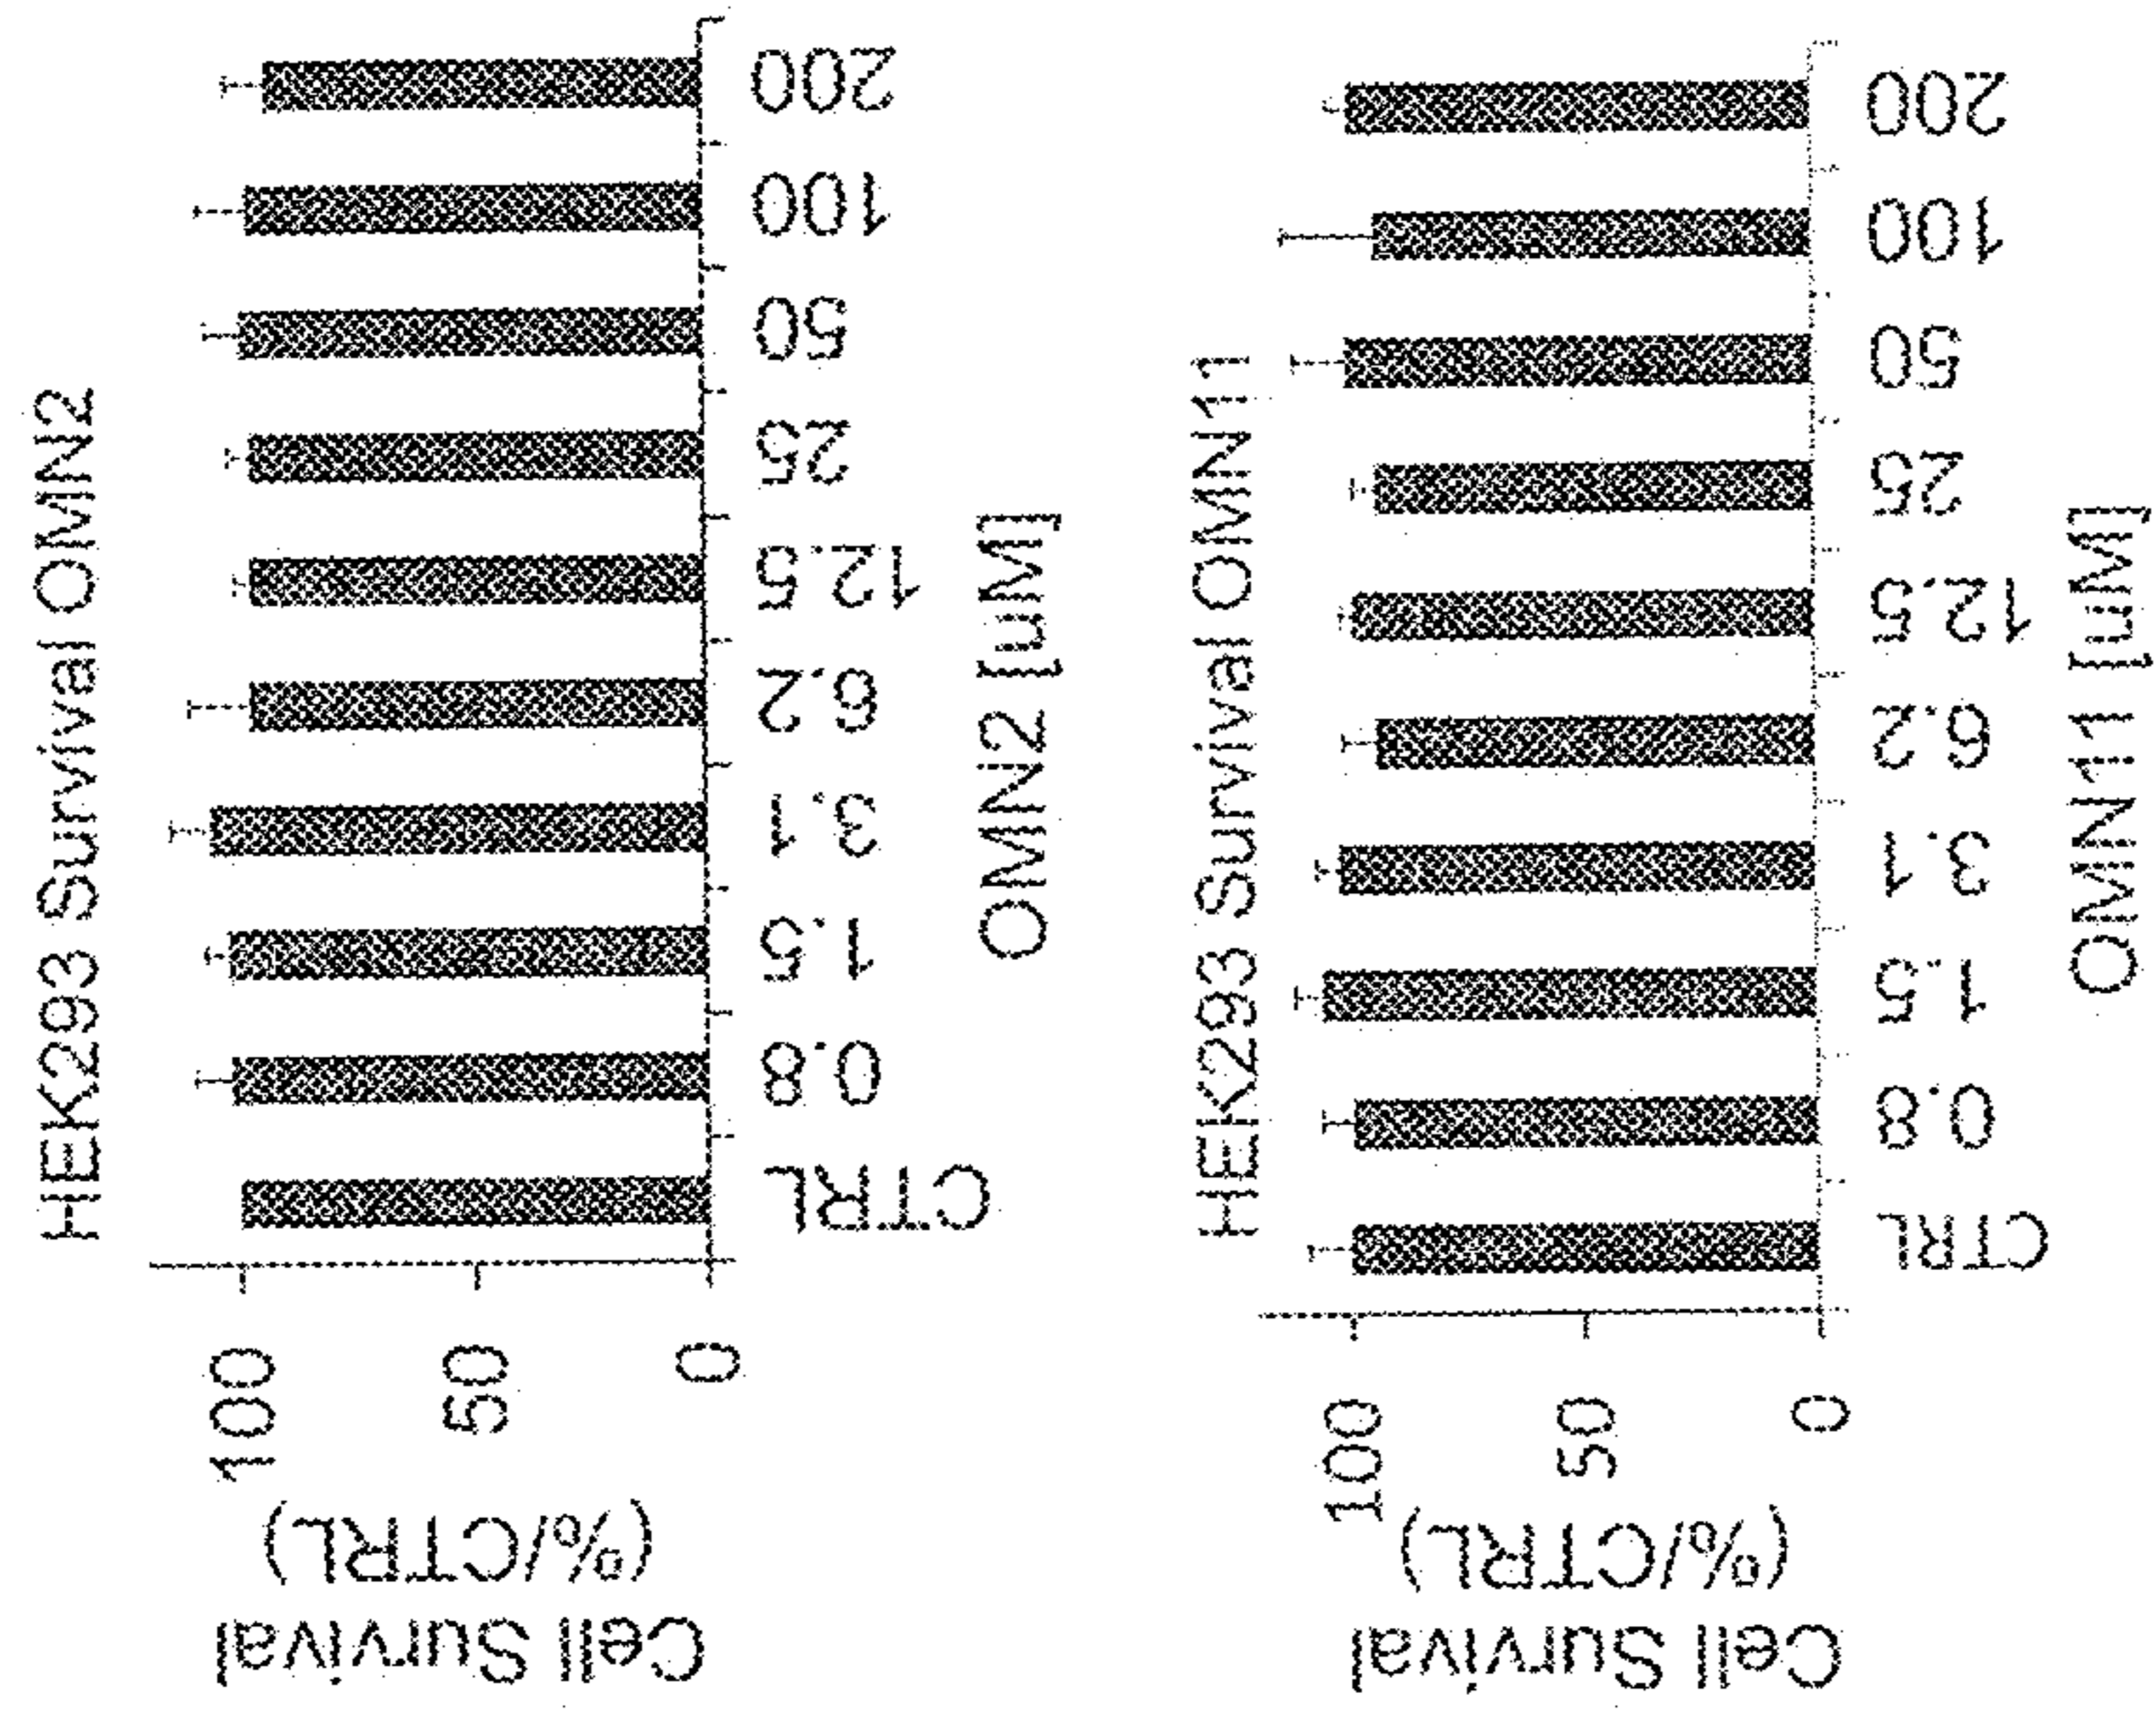 HEK293 Survival OMN2
Cell Survival
(%/CTRL)
100
50
0
CTRL 0.8 1.5 3.1 6.2 12.5 25 50 100 200
OMN2 [uM]
HEK293 Survival OMN11
Cell Survival
(%/CTRL)
100
50
0
CTRL 0.8 1.5 3.1 6.2 12.5 25 50 100 200
OMN11 [uM]